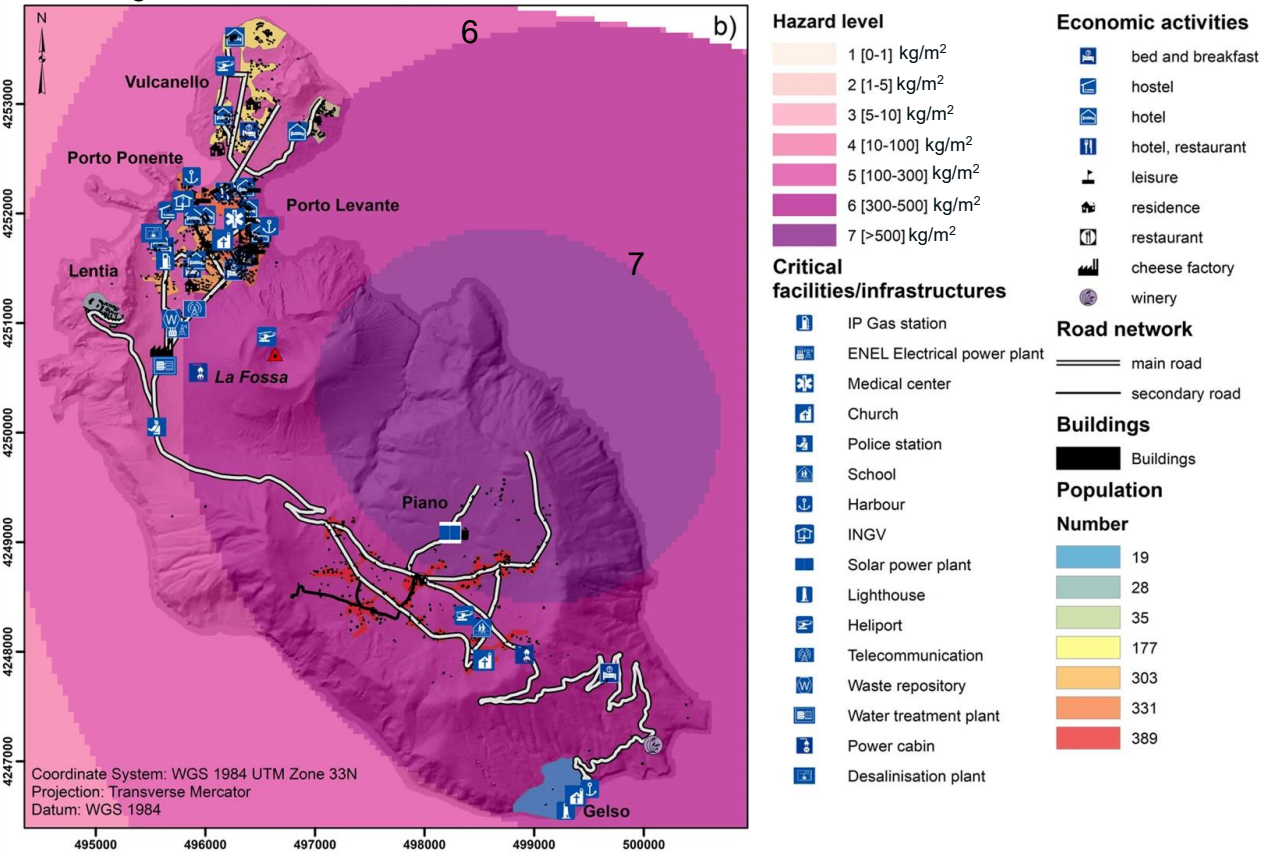 N
6
b)
Vulcanello
Porto Ponente
Porto Levante
Lentia
7
La Fossa
Piano
Gelso
Coordinate System: WGS 1984 UTM Zone 33N
Projection: Transverse Mercator
Datum: WGS 1984
4253000
4252000
4251000
4250000
4249000
4248000
4247000
495000 496000 497000 498000 499000 500000
Hazard level
1 [0-1] kg/m²
2 [1-5] kg/m²
3 [5-10] kg/m²
4 [10-100] kg/m²
5 [100-300] kg/m²
6 [300-500] kg/m²
7 [>500] kg/m²
Critical
facilities/infrastructures
IP Gas station
ENEL Electrical power plant
Medical center
Church
Police station
School
Harbour
INGV
Solar power plant
Lighthouse
Heliport
Telecommunication
Waste repository
Water treatment plant
Power cabin
Desalinisation plant
Economic activities
bed and breakfast
hostel
hotel
hotel, restaurant
leisure
residence
restaurant
cheese factory
winery
Road network
main road
secondary road
Buildings
Buildings
Population
Number
19
28
35
177
303
331
389